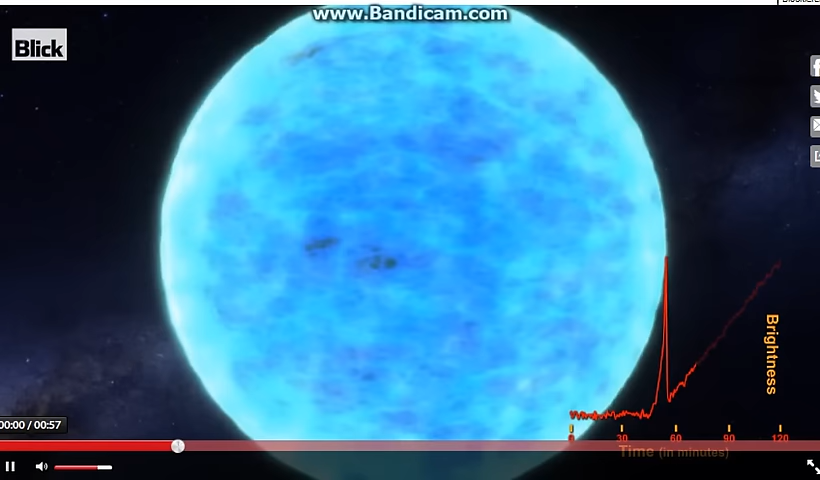 www.Bandicam.com
Blick
Brightness
00:00 / 00:57
0 30 60 90 120
Time (in minutes)